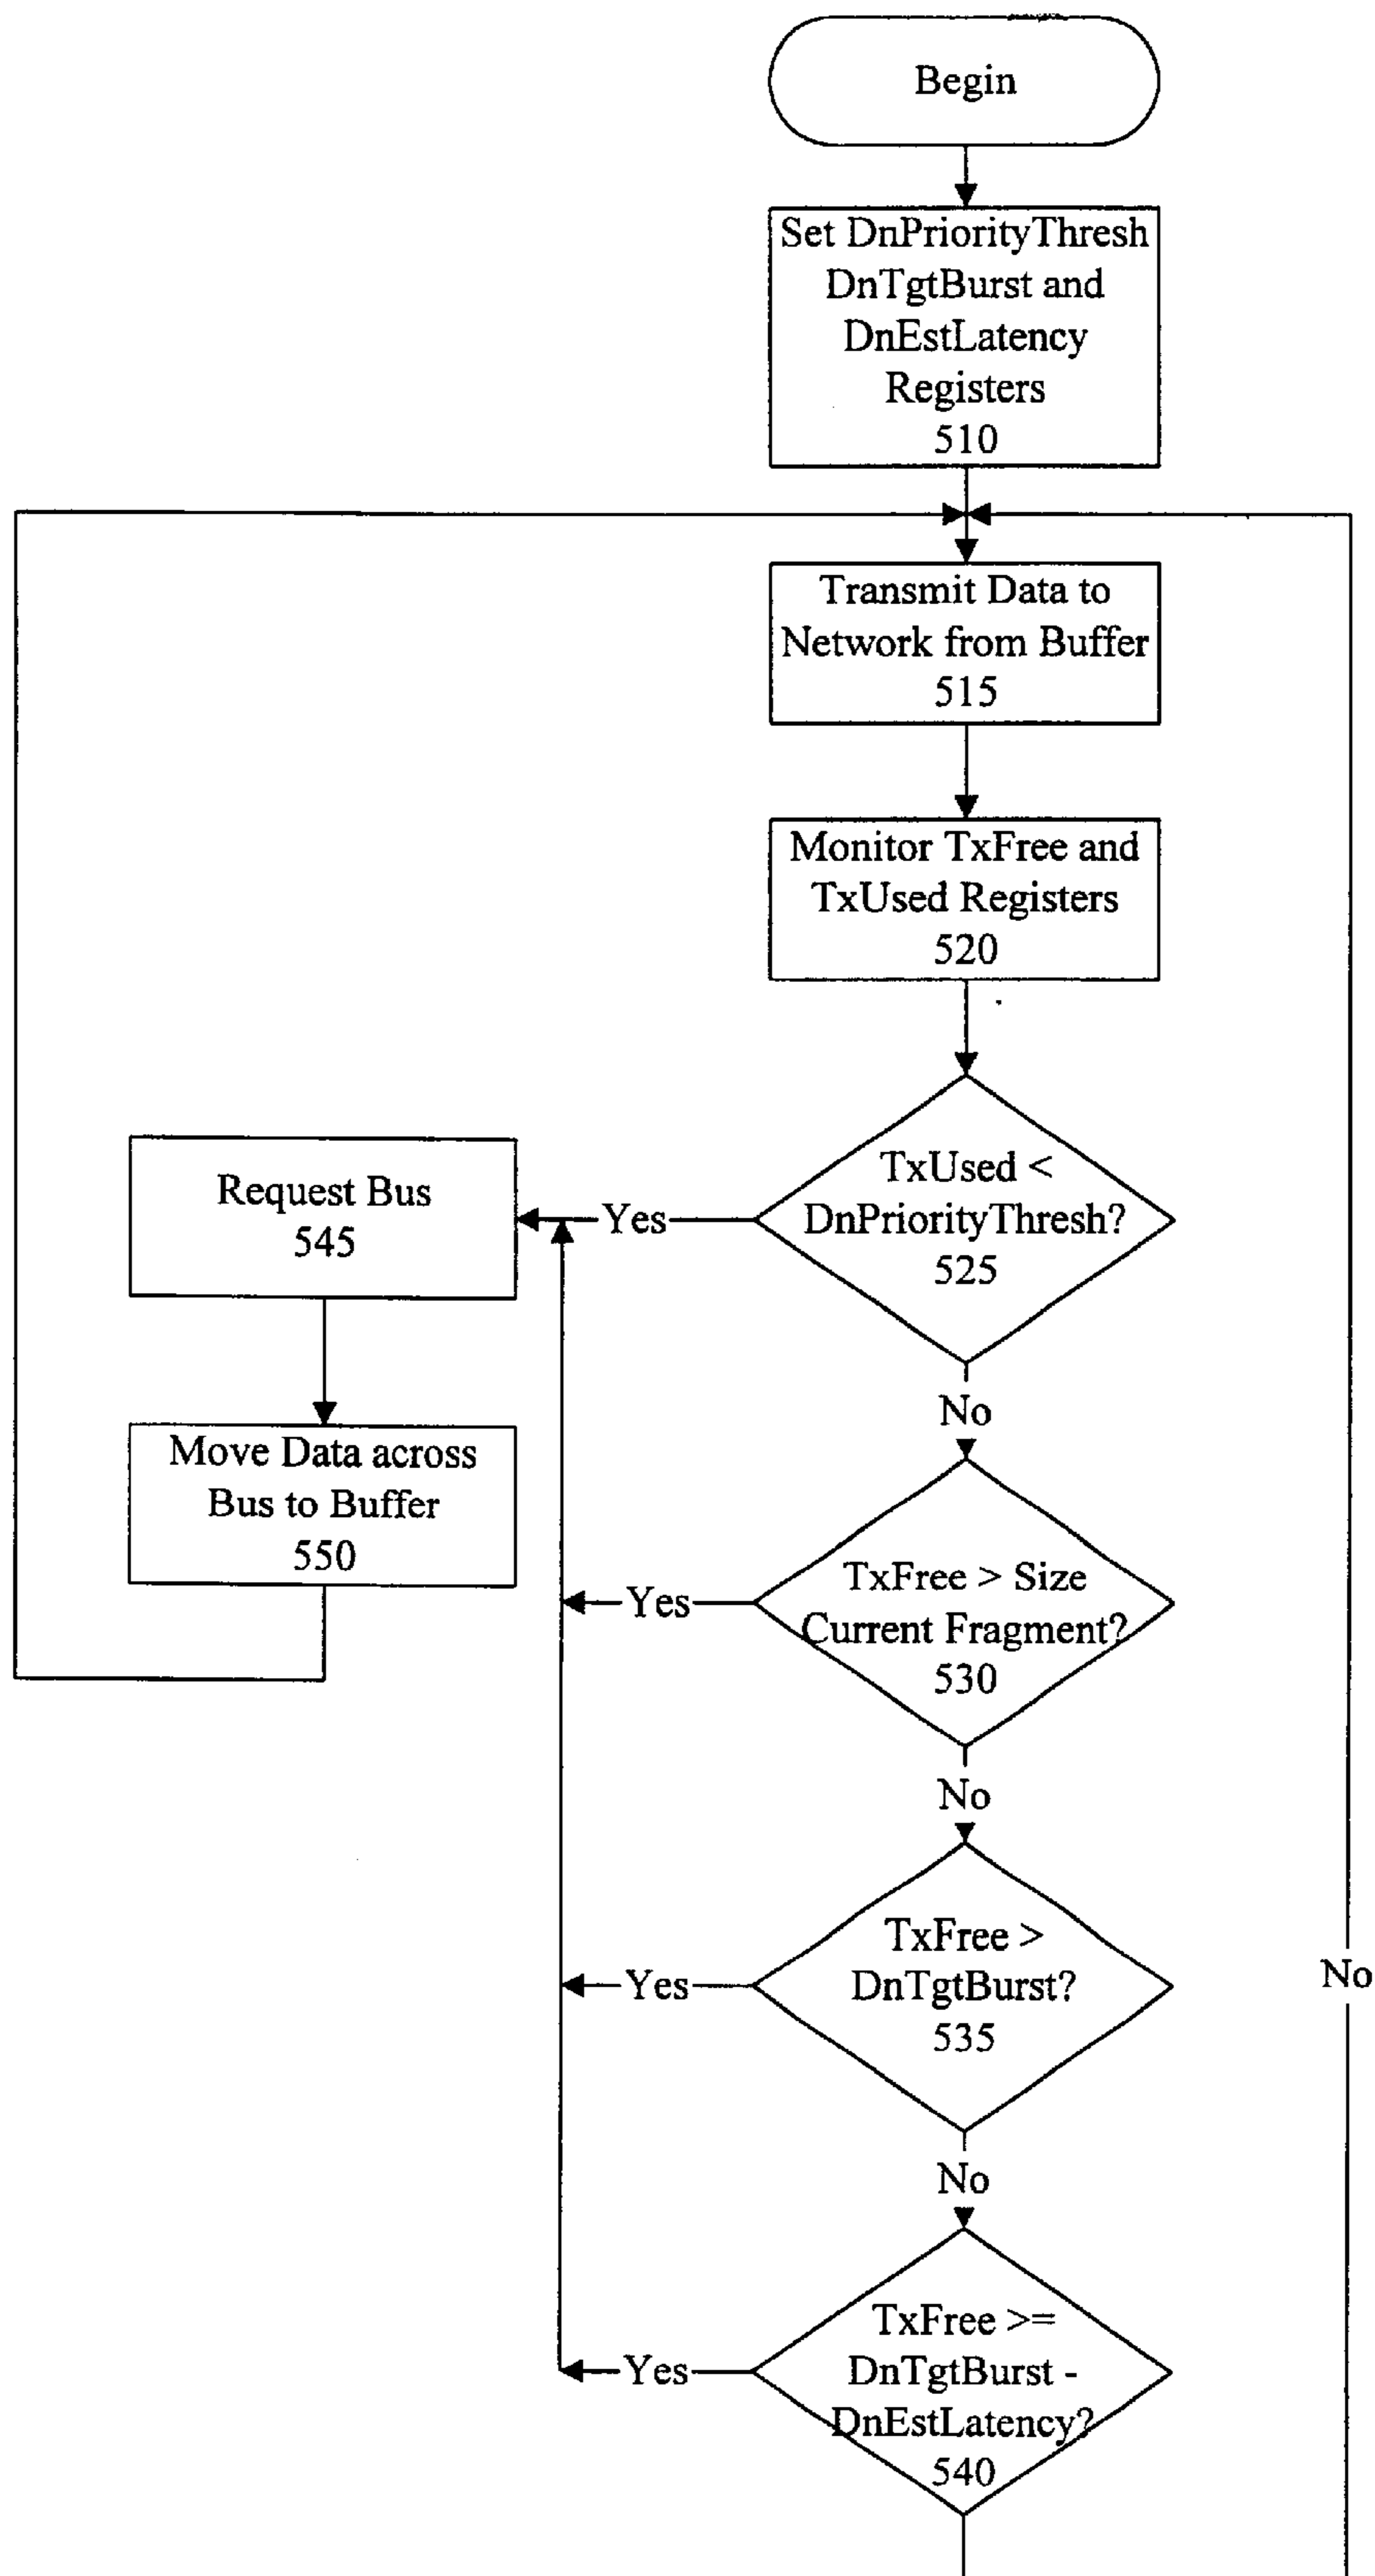 Begin
Set DnPriorityThresh
DnTgtBurst and
DnEstLatency
Registers
510
Transmit Data to
Network from Buffer
515
Monitor TxFree and
TxUsed Registers
520
TxUsed <
DnPriorityThresh?
525
Yes
Request Bus
545
No
Move Data across
Bus to Buffer
550
TxFree > Size
Current Fragment?
530
Yes
No
TxFree >
DnTgtBurst?
535
Yes
No
No
TxFree >=
DnTgtBurst -
DnEstLatency?
540
Yes